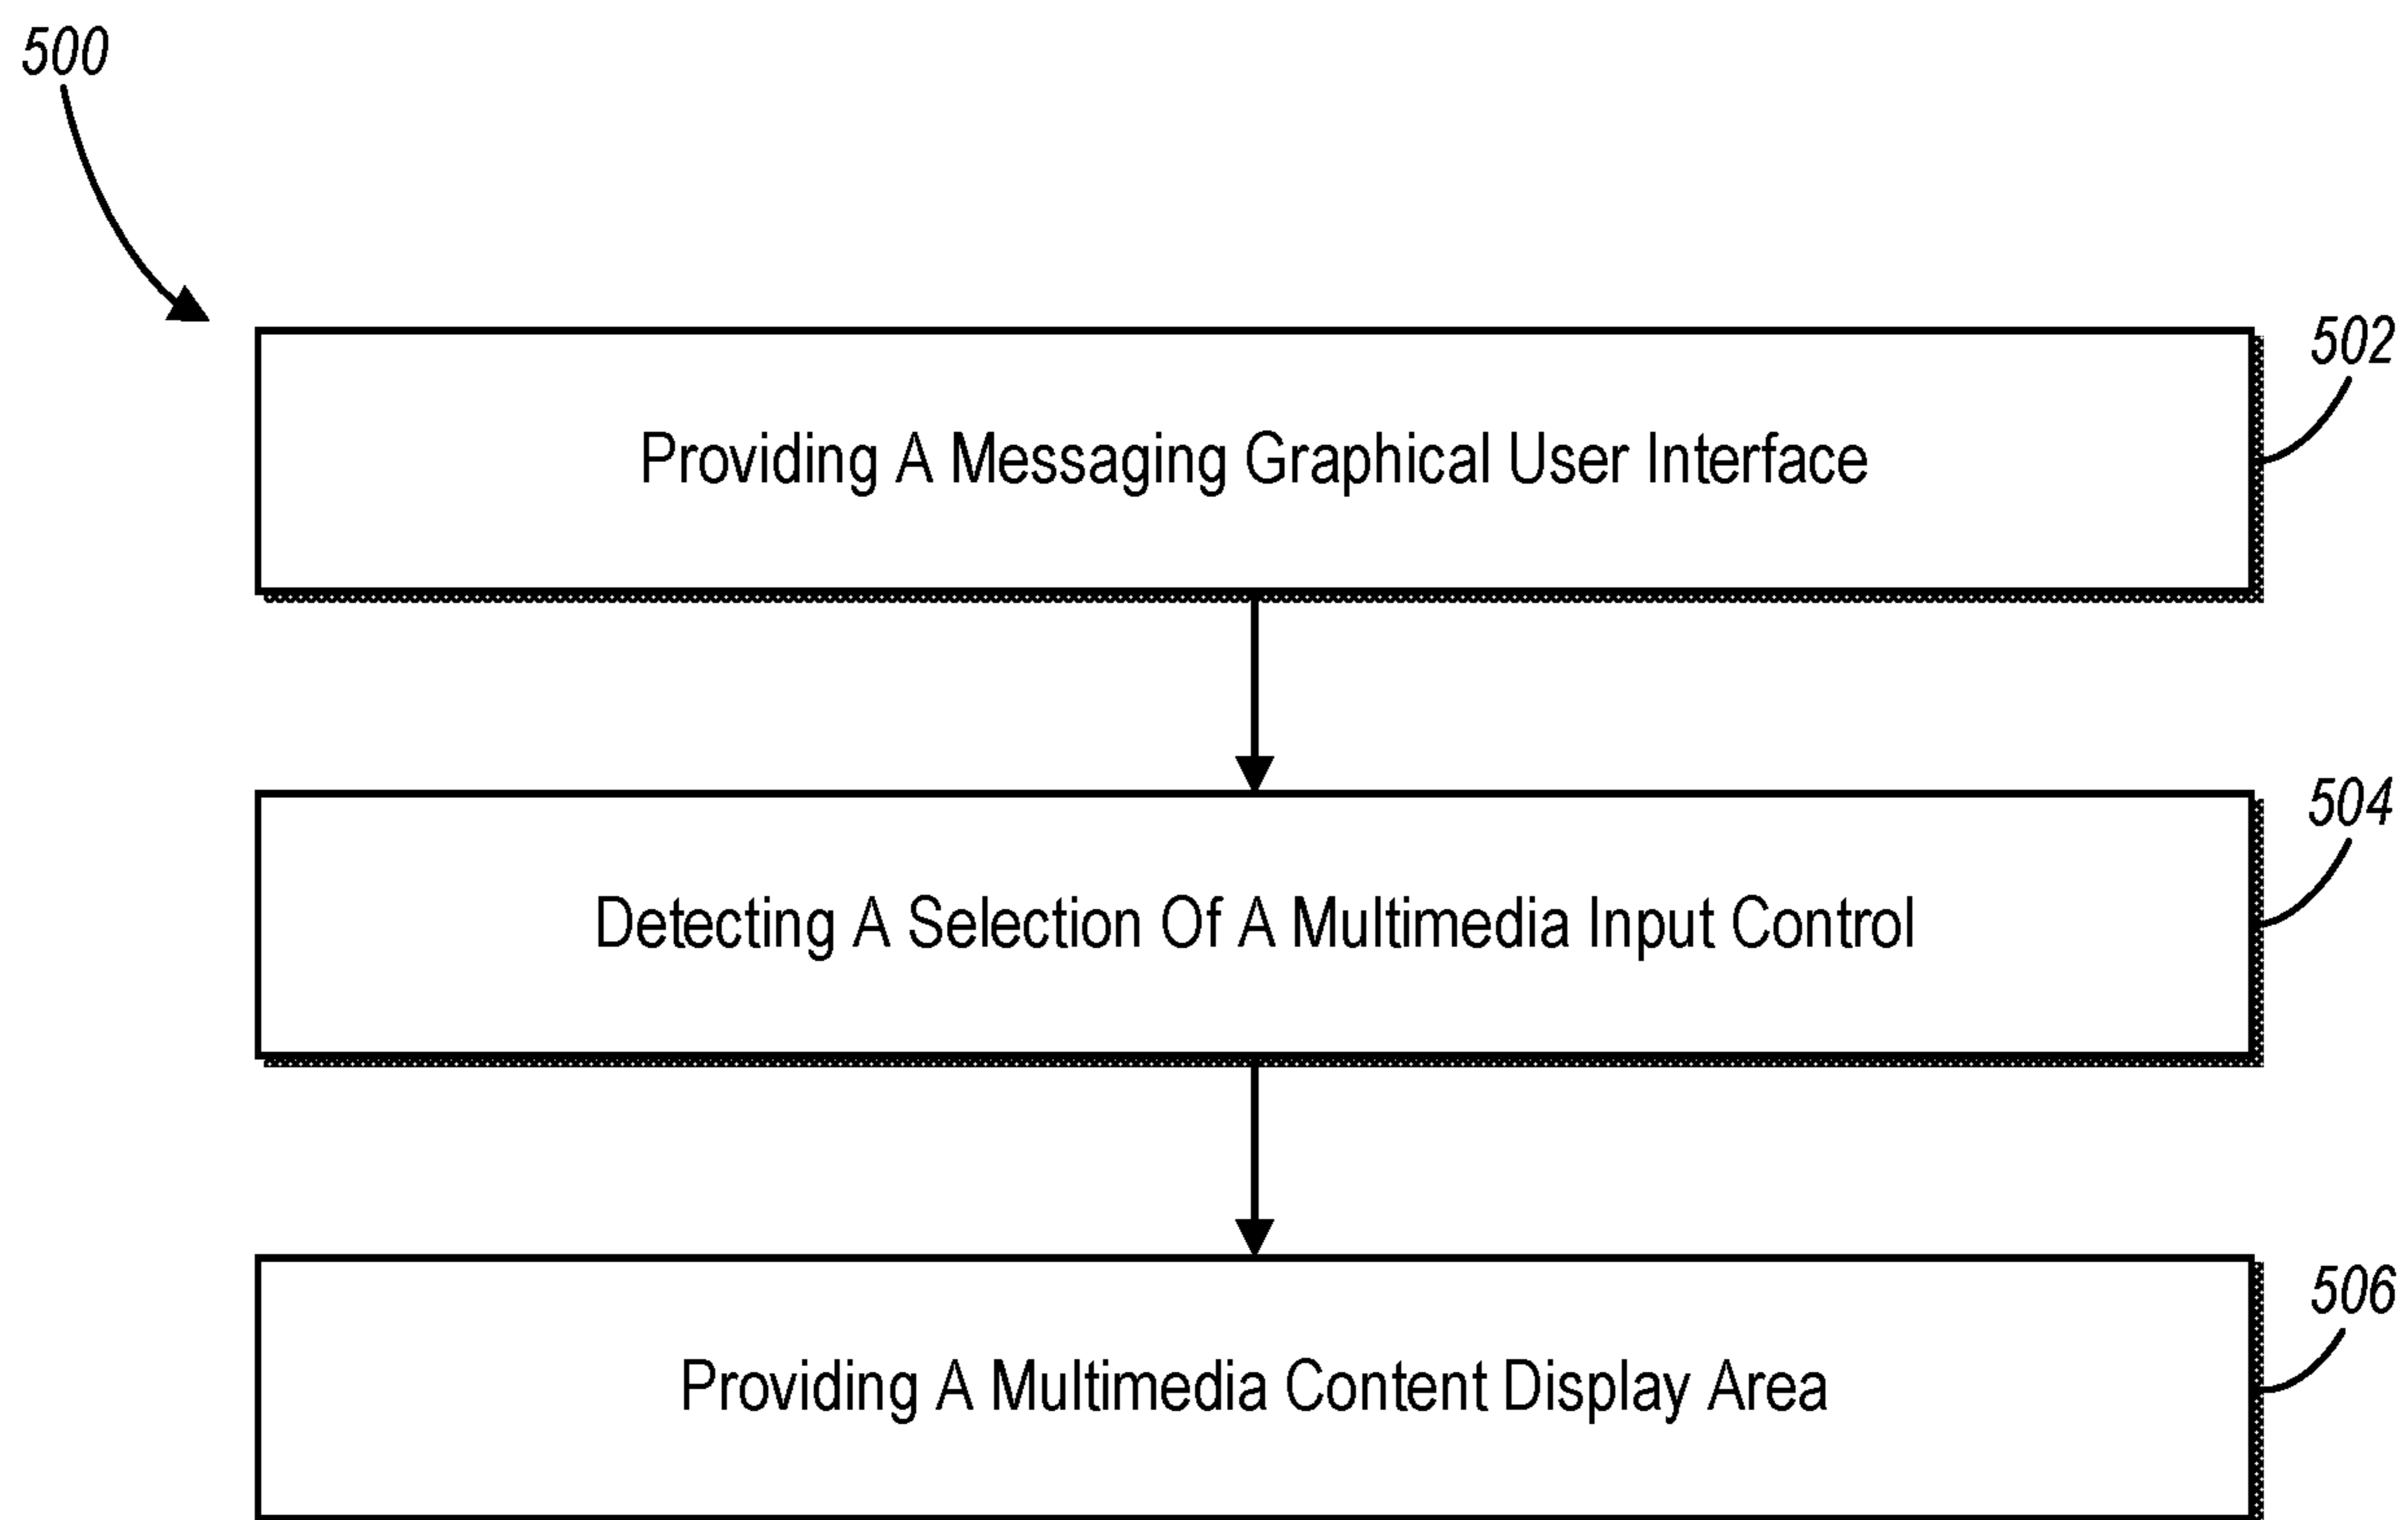 500
502
Providing A Messaging Graphical User Interface
504
Detecting A Selection Of A Multimedia Input Control
506
Providing A Multimedia Content Display Area